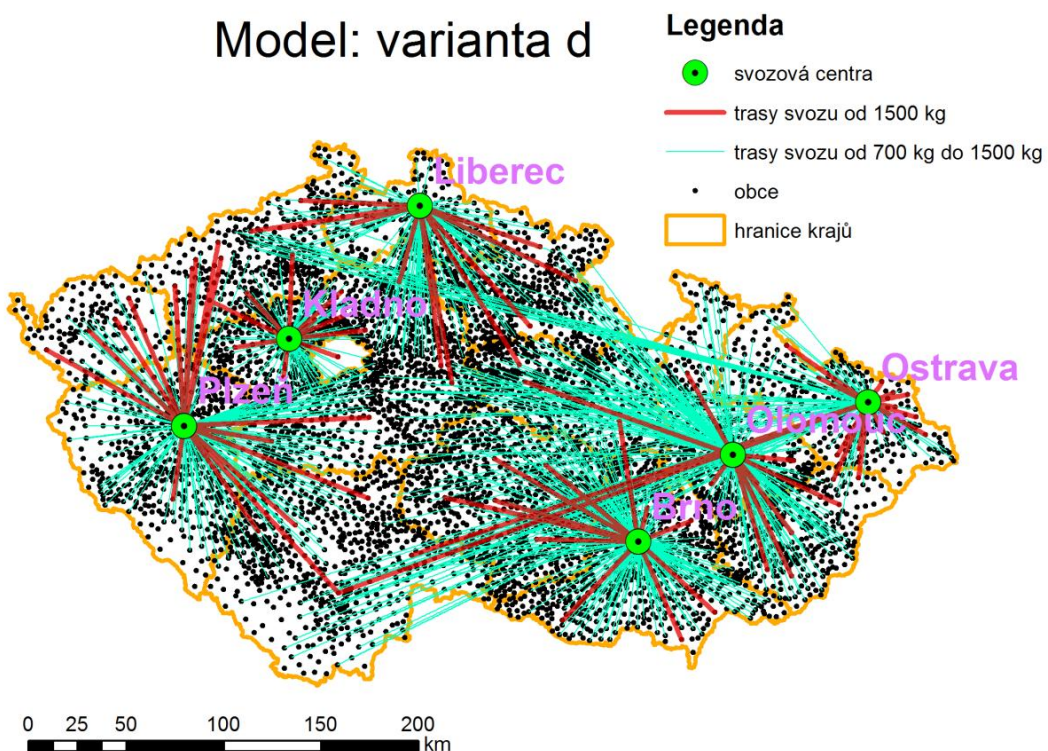 Model: varianta d
Legenda
svozová centra
trasy svozu od 1500 kg
trasy svozu od 700 kg do 1500 kg
obce
hranice krajů
Liberec
Kladno
Plzeň
Ostrava
Olomouc
Brno
0 25 50 100 150 200
km